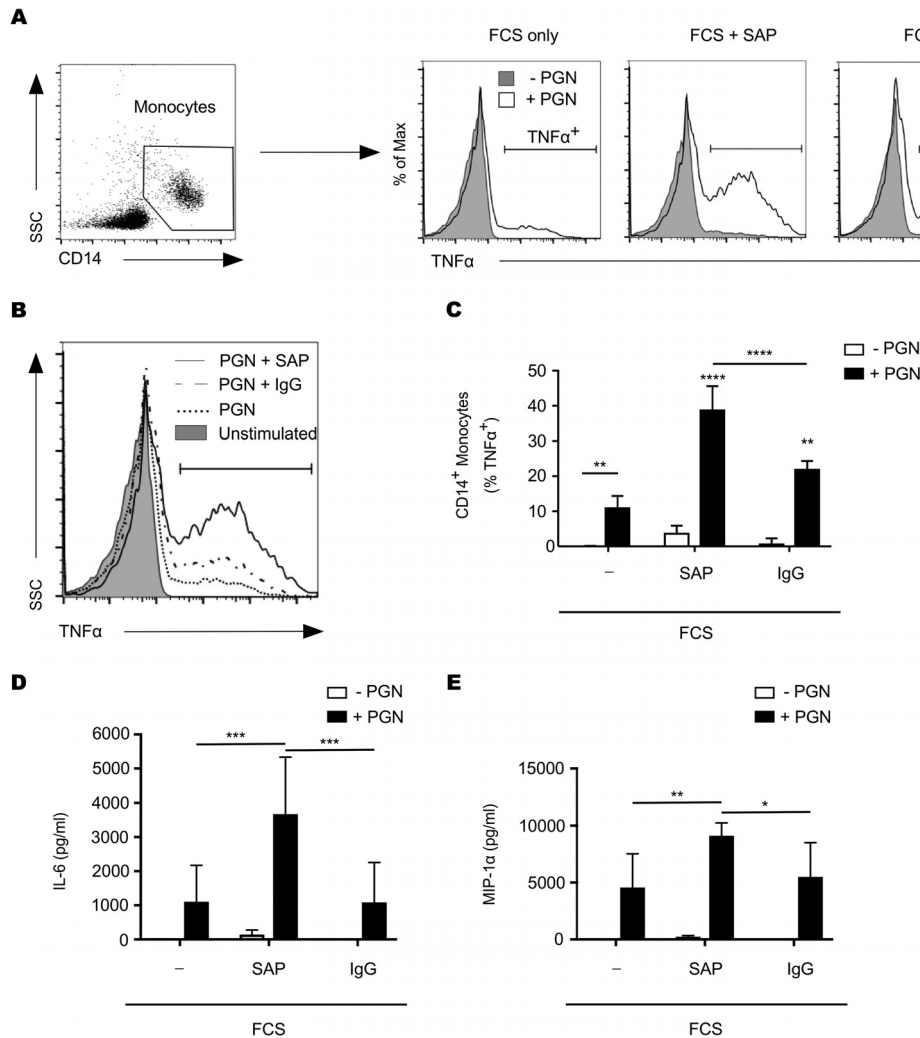 A
FCS only
FCS + SAP
FC
Monocytes
SSC
CD14
% of Max
- PGN
+ PGN
TNFα⁺
TNFα
B
PGN + SAP
PGN + IgG
PGN
Unstimulated
SSC
TNFα
C
- PGN
+ PGN
CD14⁺ Monocytes
(% TNFα⁺)
50
40
30
20
10
0
**
****
****
**
–
SAP
IgG
FCS
D
- PGN
+ PGN
IL-6 (pg/ml)
6000
5000
4000
3000
2000
1000
0
***
***
–
SAP
IgG
FCS
E
- PGN
+ PGN
MIP-1α (pg/ml)
15000
10000
5000
0
**
*
–
SAP
IgG
FCS